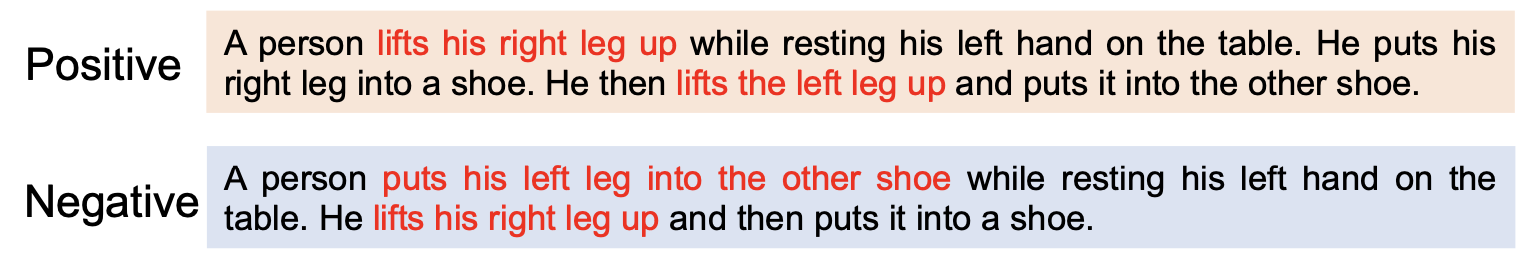 Positive
A person lifts his right leg up while resting his left hand on the table. He puts his
right leg into a shoe. He then lifts the left leg up and puts it into the other shoe.
Negative
A person puts his left leg into the other shoe while resting his left hand on the
table. He lifts his right leg up and then puts it into a shoe.